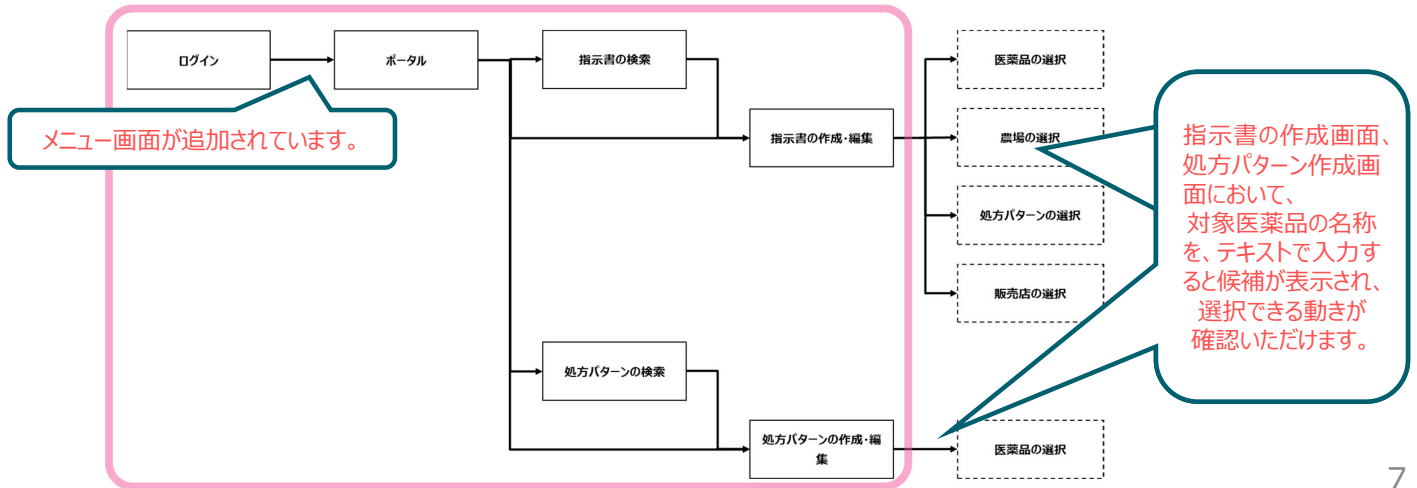 ログイン
ポータル
指示書の検索
医薬品の選択
メニュー画面が追加されています。
指示書の作成・編集
農場の選択
処方パターンの選択
販売店の選択
指示書の作成画面、
処方パターン作成画
面において、
対象医薬品の名称
を、テキストで入力す
ると候補が表示され、
選択できる動きが
確認いただけます。
処方パターンの検索
処方パターンの作成・編
集
医薬品の選択
7